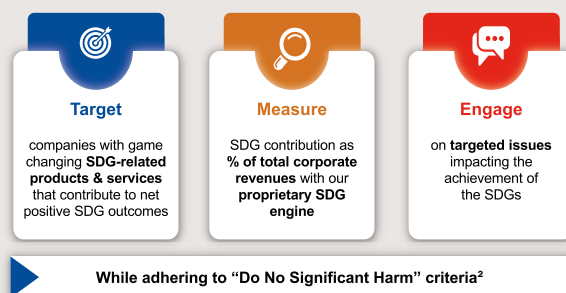 Target
companies with game
changing SDG-related
products & services
that contribute to net
positive SDG outcomes
Measure
SDG contribution as
% of total corporate
revenues with our
proprietary SDG
engine
Engage
on targeted issues
impacting the
achievement of
the SDGs
While adhering to “Do No Significant Harm” criteria²